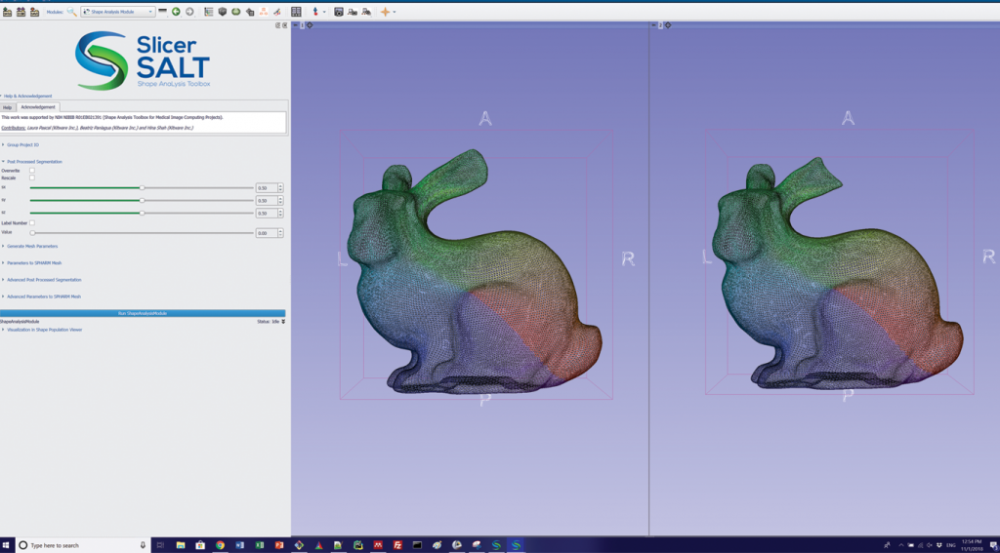 Modules:
Shape Analysis Module
1
2
Slicer
SALT
Shape AnaLysis Toolbox
Help & Acknowledgement
Help
Acknowledgement
This work was supported by NIH NIBIB R01EB021391 (Shape Analysis Toolbox for Medical Image Computing Projects).
Contributors: Laura Pascal (Kitware Inc.), Beatriz Paniagua (Kitware Inc.) and Hina Shah (Kitware Inc.)
Group Project IO
Post Processed Segmentation
Overwrite
Rescale
sx
0.50
sy
0.50
sz
0.50
Label Number
Value
0.00
Generate Mesh Parameters
Parameters to SPHARM Mesh
Advanced Post Processed Segmentation
Advanced Parameters to SPHARM Mesh
Run ShapeAnalysisModule
ShapeAnalysisModule
Status: Idle
Visualization in Shape Population Viewer
A
L
R
P
A
L
R
P
Type here to search
ENG
12:54 PM
11/1/2018